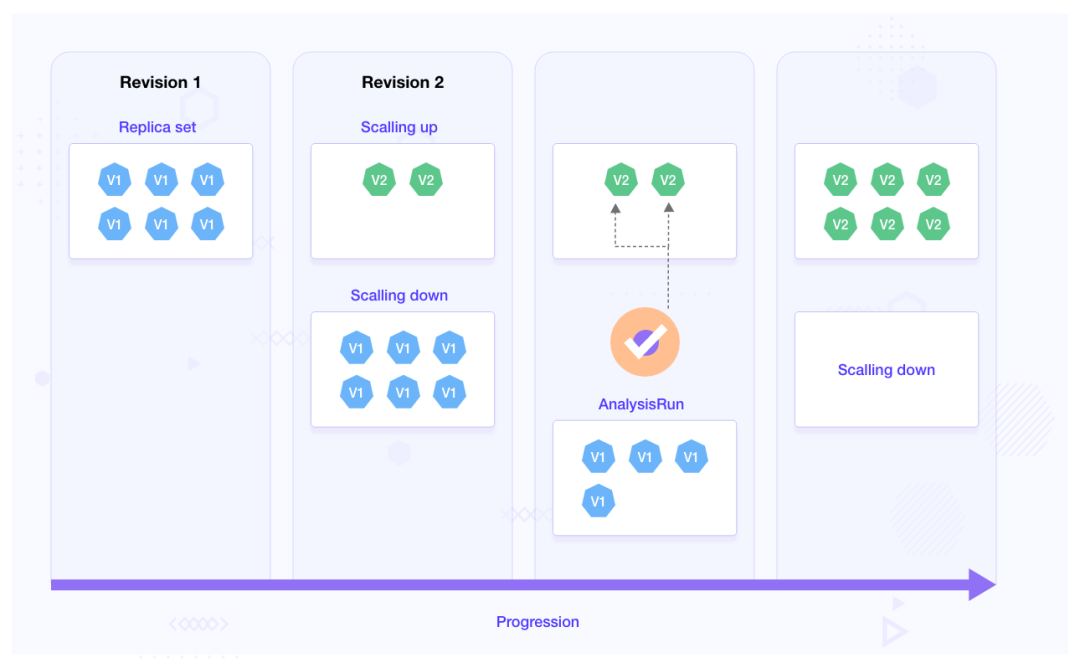 Revision 1
Replica set
V1 V1 V1
V1 V1 V1
Revision 2
Scalling up
V2 V2
Scalling down
V1 V1 V1
V1 V1 V1
V2 V2
AnalysisRun
V1 V1 V1
V1
V2 V2 V2
V2 V2 V2
Scalling down
Progression